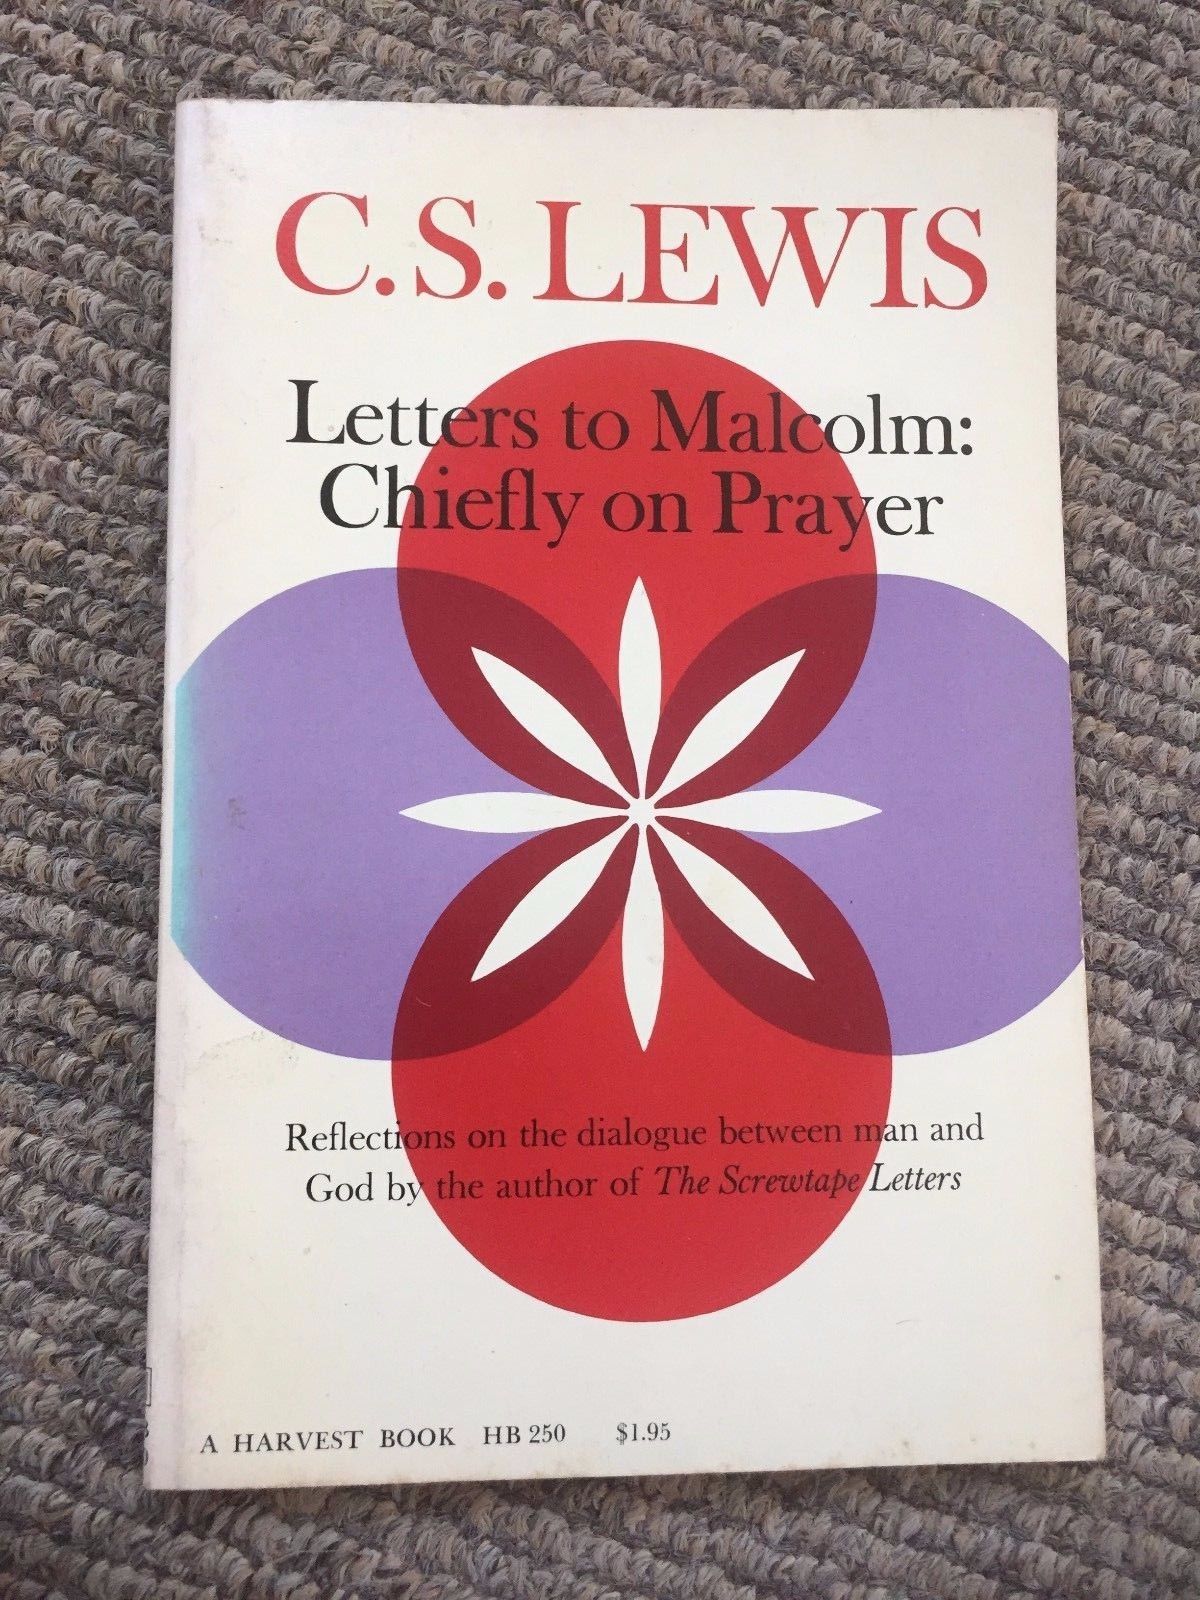 C.S. LEWIS
Letters to Malcolm:
Chiefly on Prayer
Reflections on the dialogue between man and
God by the author of The Screwtape Letters
A HARVEST BOOK HB 250 $1.95